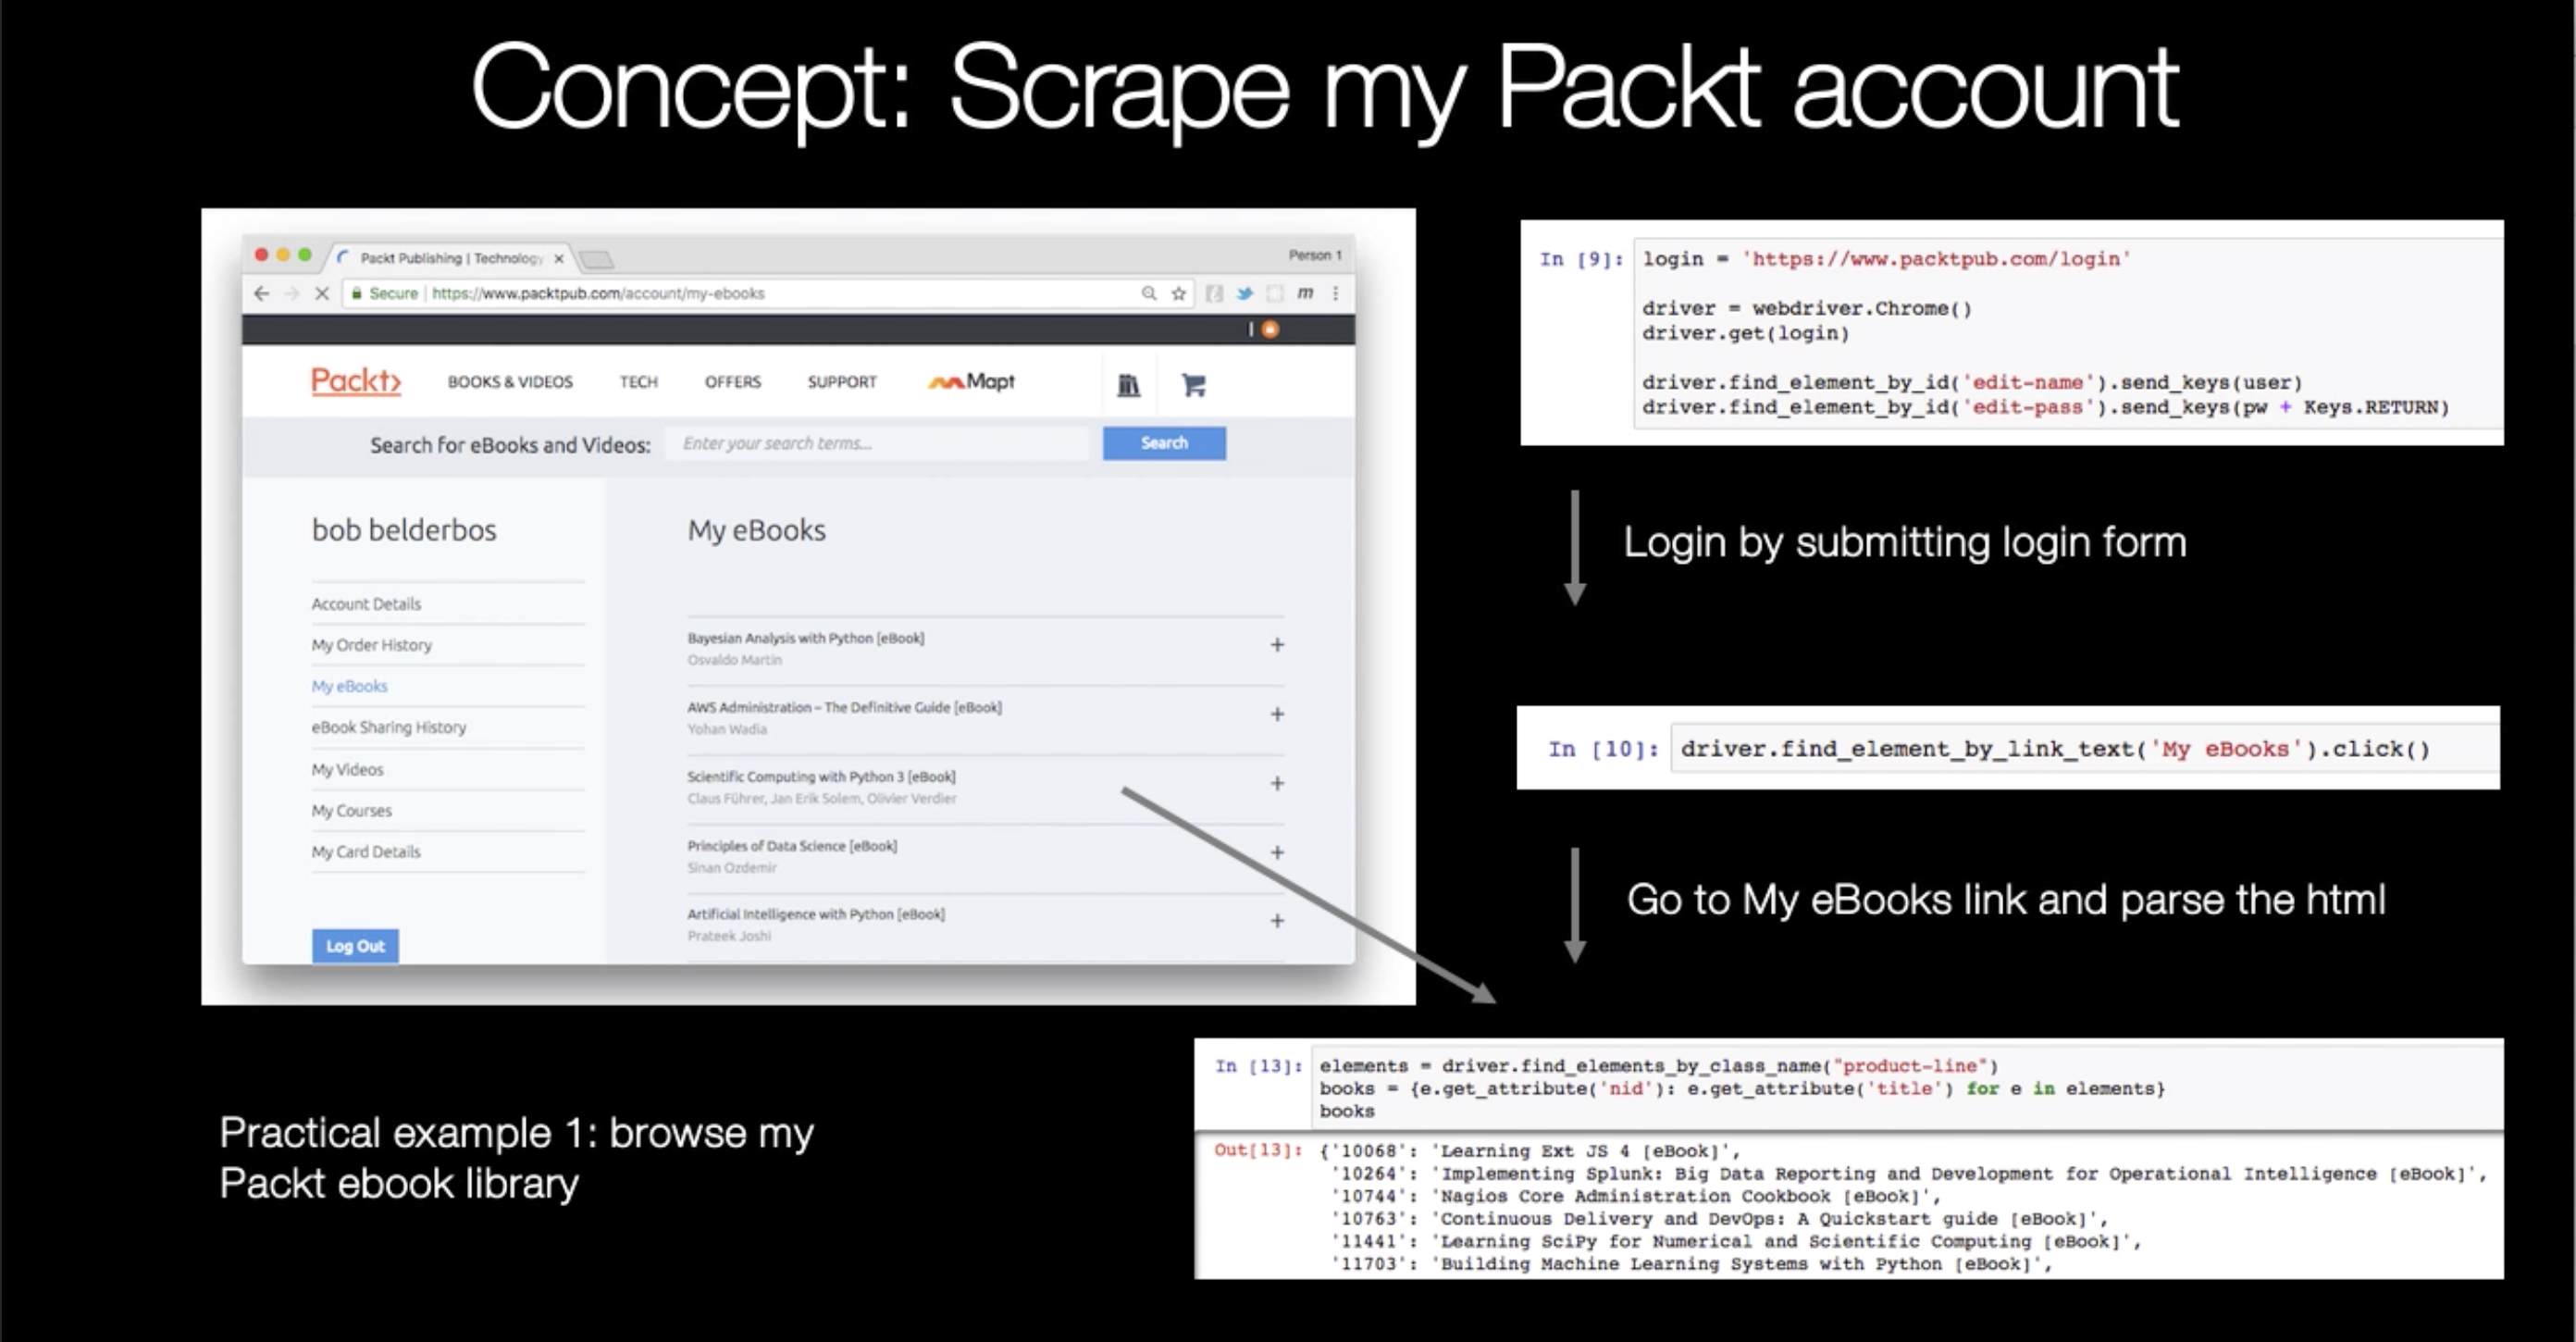 Concept: Scrape my Packt account
Packt Publishing | Technology
Person 1
Secure | https://www.packtpub.com/account/my-ebooks
Packt
BOOKS & VIDEOS
TECH
OFFERS
SUPPORT
Mapt
Search for eBooks and Videos:
Enter your search terms...
Search
bob belderbos
Account Details
My Order History
My eBooks
eBook Sharing History
My Videos
My Courses
My Card Details
Log Out
My eBooks
Bayesian Analysis with Python [eBook]
Osvaldo Martin
AWS Administration – The Definitive Guide [eBook]
Yohan Wadia
Scientific Computing with Python 3 [eBook]
Claus Führer, Jan Erik Solem, Olivier Verdier
Principles of Data Science [eBook]
Sinan Ozdemir
Artificial Intelligence with Python [eBook]
Prateek Joshi
In [9]: login = 'https://www.packtpub.com/login'
driver = webdriver.Chrome()
driver.get(login)
driver.find_element_by_id('edit-name').send_keys(user)
driver.find_element_by_id('edit-pass').send_keys(pw + Keys.RETURN)
Login by submitting login form
In [10]: driver.find_element_by_link_text('My eBooks').click()
Go to My eBooks link and parse the html
In [13]: elements = driver.find_elements_by_class_name("product-line")
books = {e.get_attribute('nid'): e.get_attribute('title') for e in elements}
books
Out[13]: {'10068': 'Learning Ext JS 4 [eBook]',
'10264': 'Implementing Splunk: Big Data Reporting and Development for Operational Intelligence [eBook]',
'10744': 'Nagios Core Administration Cookbook [eBook]',
'10763': 'Continuous Delivery and DevOps: A Quickstart guide [eBook]',
'11441': 'Learning SciPy for Numerical and Scientific Computing [eBook]',
'11703': 'Building Machine Learning Systems with Python [eBook]',
Practical example 1: browse my
Packt ebook library